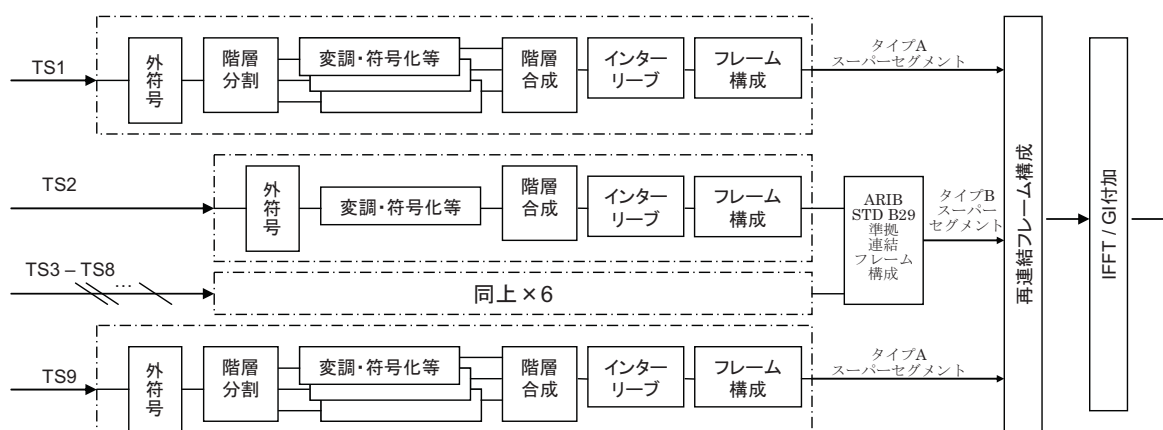 TS1
外符号
階層
分割
変調・符号化等
階層
合成
インター
リーブ
フレーム
構成
タイプA
スーパーセグメント
TS2
外符号
変調・符号化等
階層
合成
インター
リーブ
フレーム
構成
ARIB
STD B29
準拠
連結
フレーム
構成
タイプB
スーパー
セグメント
TS3 – TS8
…
同上×6
TS9
外符号
階層
分割
変調・符号化等
階層
合成
インター
リーブ
フレーム
構成
タイプA
スーパーセグメント
再連結フレーム構成
IFFT / GI付加